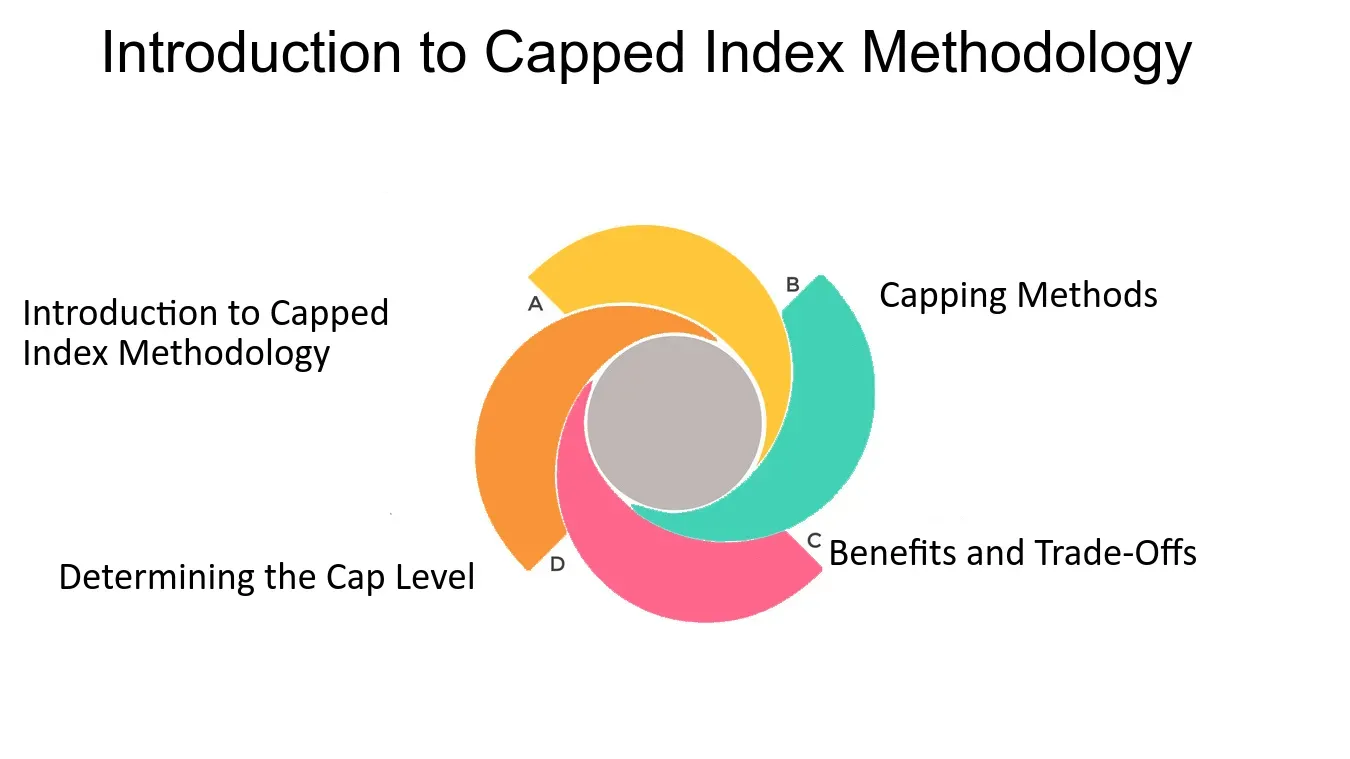 Introduction to Capped Index Methodology
A
Introduction to Capped
Index Methodology
B
Capping Methods
C
Benefits and Trade-Offs
D
Determining the Cap Level